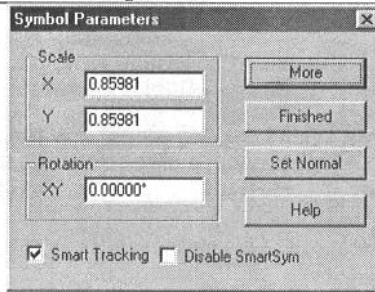 Symbol Parameters
Scale
X 0.85981
Y 0.85981
Rotation
XY 0.00000°
More
Finished
Set Normal
Help
Smart Tracking Disable SmartSym